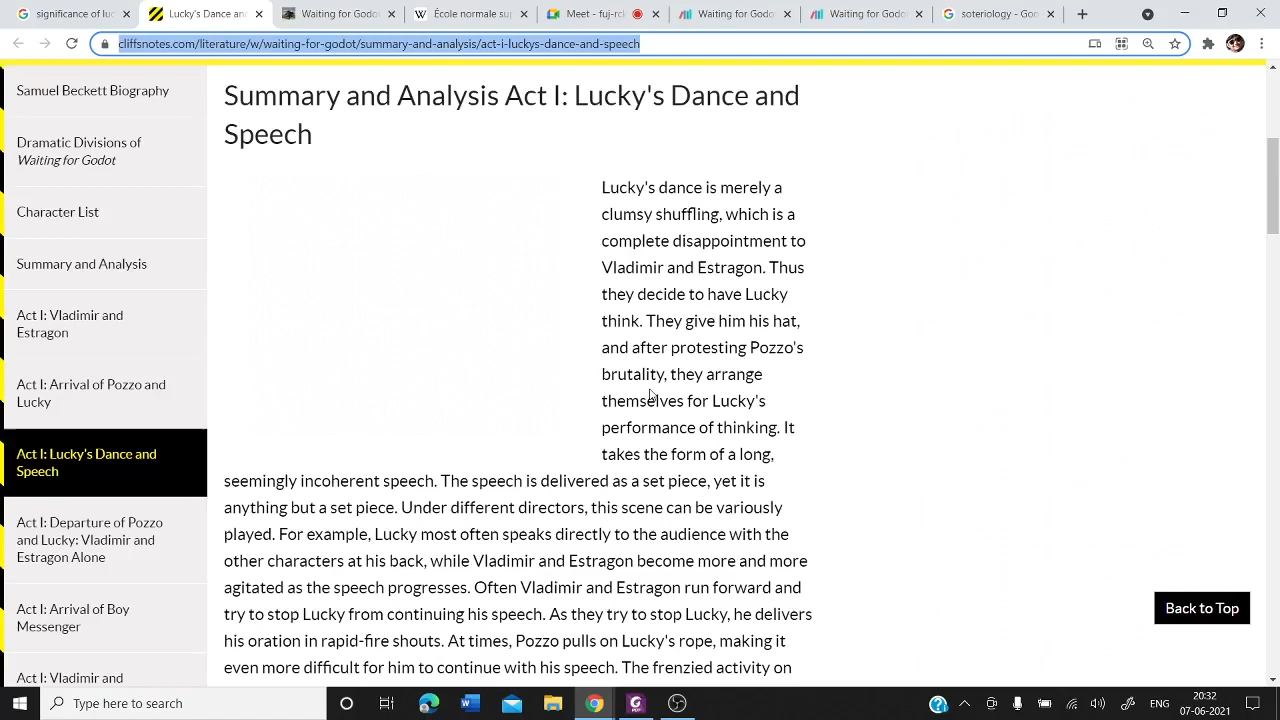 significance of luc
Lucky's Dance and
Waiting for Godot
École normale sup
Meet - muf-r
Waiting for Godot
Waiting for Godot
soteriology - Goo
cliffsnotes.com/literature/w/waiting-for-godot/summary-and-analysis/act-i-luckys-dance-and-speech
Samuel Beckett Biography
Dramatic Divisions of
Waiting for Godot
Character List
Summary and Analysis
Act I: Vladimir and
Estragon
Act I: Arrival of Pozzo and
Lucky
Act I: Lucky's Dance and
Speech
Act I: Departure of Pozzo
and Lucky: Vladimir and
Estragon Alone
Act I: Arrival of Boy
Messenger
Act I: Vladimir and
Summary and Analysis Act I: Lucky's Dance and
Speech
Lucky's dance is merely a
clumsy shuffling, which is a
complete disappointment to
Vladimir and Estragon. Thus
they decide to have Lucky
think. They give him his hat,
and after protesting Pozzo's
brutality, they arrange
themselves for Lucky's
performance of thinking. It
takes the form of a long,
seemingly incoherent speech. The speech is delivered as a set piece, yet it is
anything but a set piece. Under different directors, this scene can be variously
played. For example, Lucky most often speaks directly to the audience with the
other characters at his back, while Vladimir and Estragon become more and more
agitated as the speech progresses. Often Vladimir and Estragon run forward and
try to stop Lucky from continuing his speech. As they try to stop Lucky, he delivers
his oration in rapid-fire shouts. At times, Pozzo pulls on Lucky's rope, making it
even more difficult for him to continue with his speech. The frenzied activity on
Back to Top
Type here to search
ENG
20:32
07-06-2021